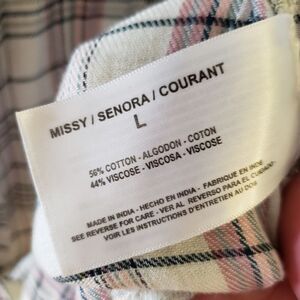 MISSY / SENORA / COURANT
L
56% COTTON - ALGODON - COTON
44% VISCOSE - VISCOSA - VISCOSE
MADE IN INDIA - HECHO EN INDIA - FABRIQUE EN INDE
SEE REVERSE FOR CARE - VER AL REVERSO PARA EL CUIDADO
VOIR LES INSTRUCTIONS D'ENTRETIEN AU DOS